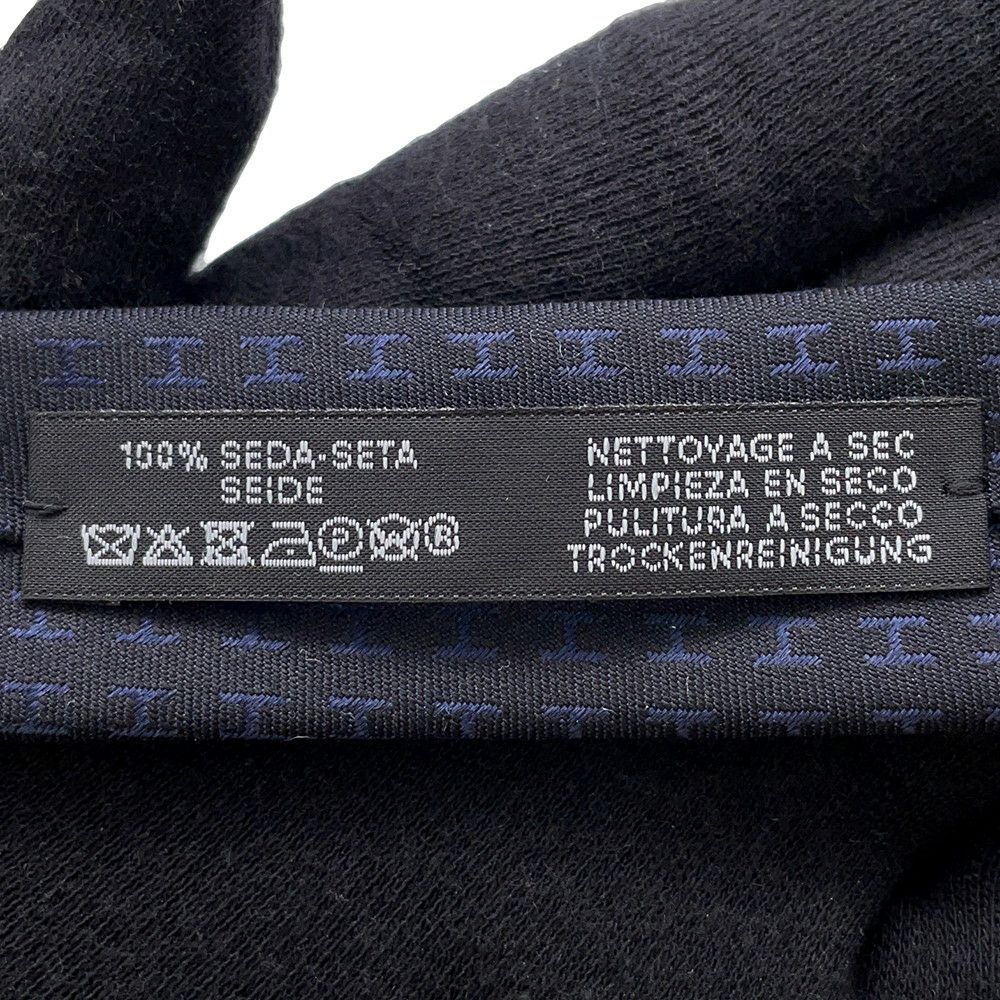 100% SEDA-SETA
SEIDE
P R
NETTOYAGE A SEC
LIMPIEZA EN SECO
PULITURA A SECCO
TROCKENREINIGUNG